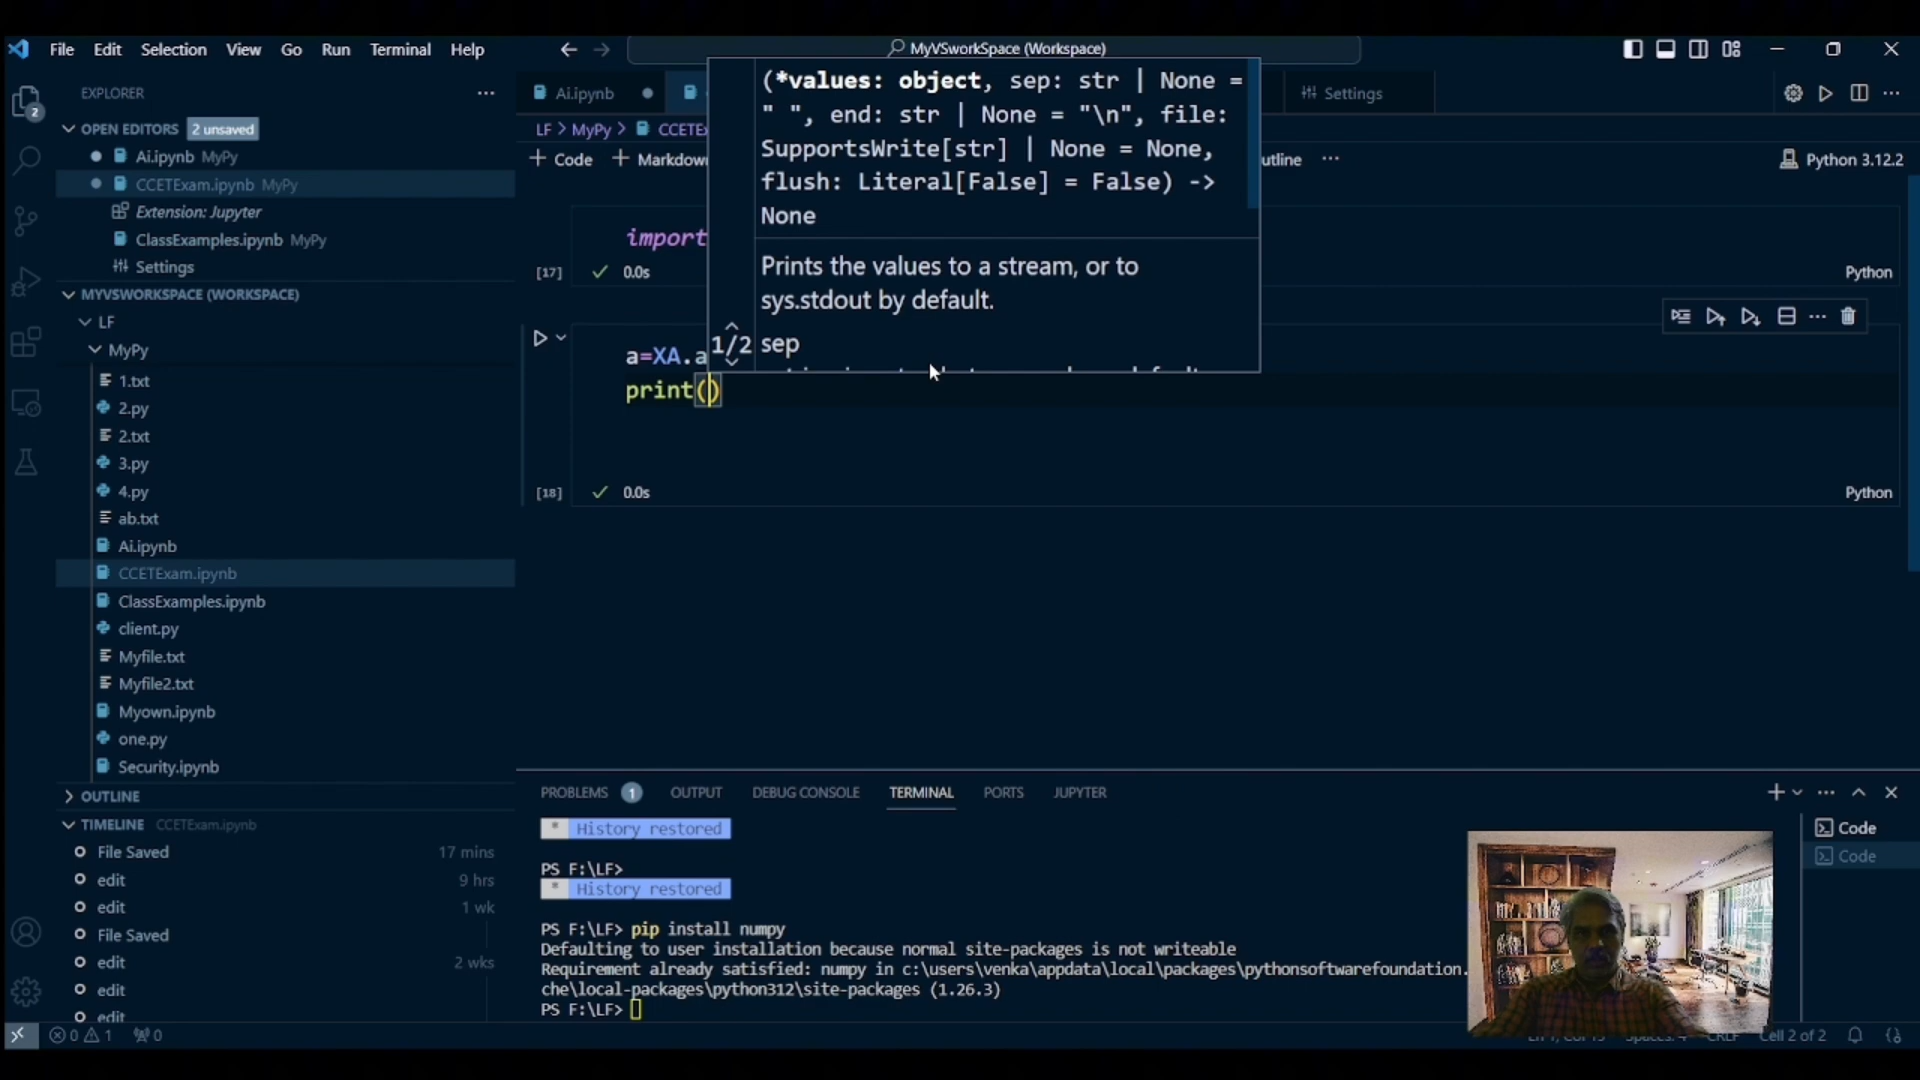 File Edit Selection View Go Run Terminal Help
MyVSworkSpace (Workspace)
EXPLORER
2
OPEN EDITORS 2 unsaved
Ai.ipynb MyPy
CCETExam.ipynb MyPy
Extension: Jupyter
ClassExamples.ipynb MyPy
Settings
MYVSWORKSPACE (WORKSPACE)
LF
MyPy
1.txt
2.py
2.txt
3.py
4.py
ab.txt
Ai.ipynb
CCETExam.ipynb
ClassExamples.ipynb
client.py
Myfile.txt
Myfile2.txt
Myown.ipynb
one.py
Security.ipynb
OUTLINE
TIMELINE CCETExam.ipynb
File Saved 17 mins
edit 9 hrs
edit 1 wk
File Saved
edit 2 wks
edit
edit
Ai.ipynb
Settings
LF > MyPy >
+ Code + Markdow
utline ...
Python 3.12.2
(*values: object, sep: str | None =
" ", end: str | None = "\n", file:
SupportsWrite[str] | None = None,
flush: Literal[False] = False) ->
None
Prints the values to a stream, or to
sys.stdout by default.
1/2 sep
import
[17] 0.0s Python
a=XA.a
print()
[18] 0.0s Python
PROBLEMS 1 OUTPUT DEBUG CONSOLE TERMINAL PORTS JUPYTER
* History restored
PS F:\LF>
* History restored
PS F:\LF> pip install numpy
Defaulting to user installation because normal site-packages is not writeable
Requirement already satisfied: numpy in c:\users\venka\appdata\local\packages\pythonsoftwarefoundation.
che\local-packages\python312\site-packages (1.26.3)
PS F:\LF>
Code
Code
0 1 0
CRLF Cell 2 of 2